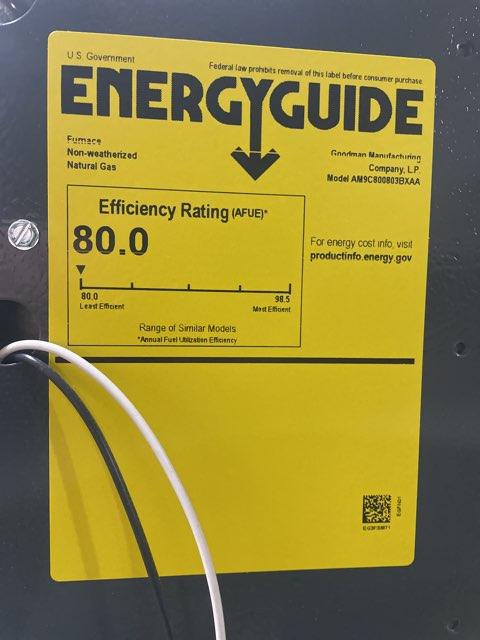 U.S. Government
Federal law prohibits removal of this label before consumer purchase.
ENERGYGUIDE
Furnace
Non-weatherized
Natural Gas
Goodman Manufacturing
Company, L.P.
Model AM9C800803BXAA
Efficiency Rating (AFUE)*
80.0
For energy cost info, visit
productinfo.energy.gov
80.0
98.5
Least Efficient
Most Efficient
Range of Similar Models
*Annual Fuel Utilization Efficiency